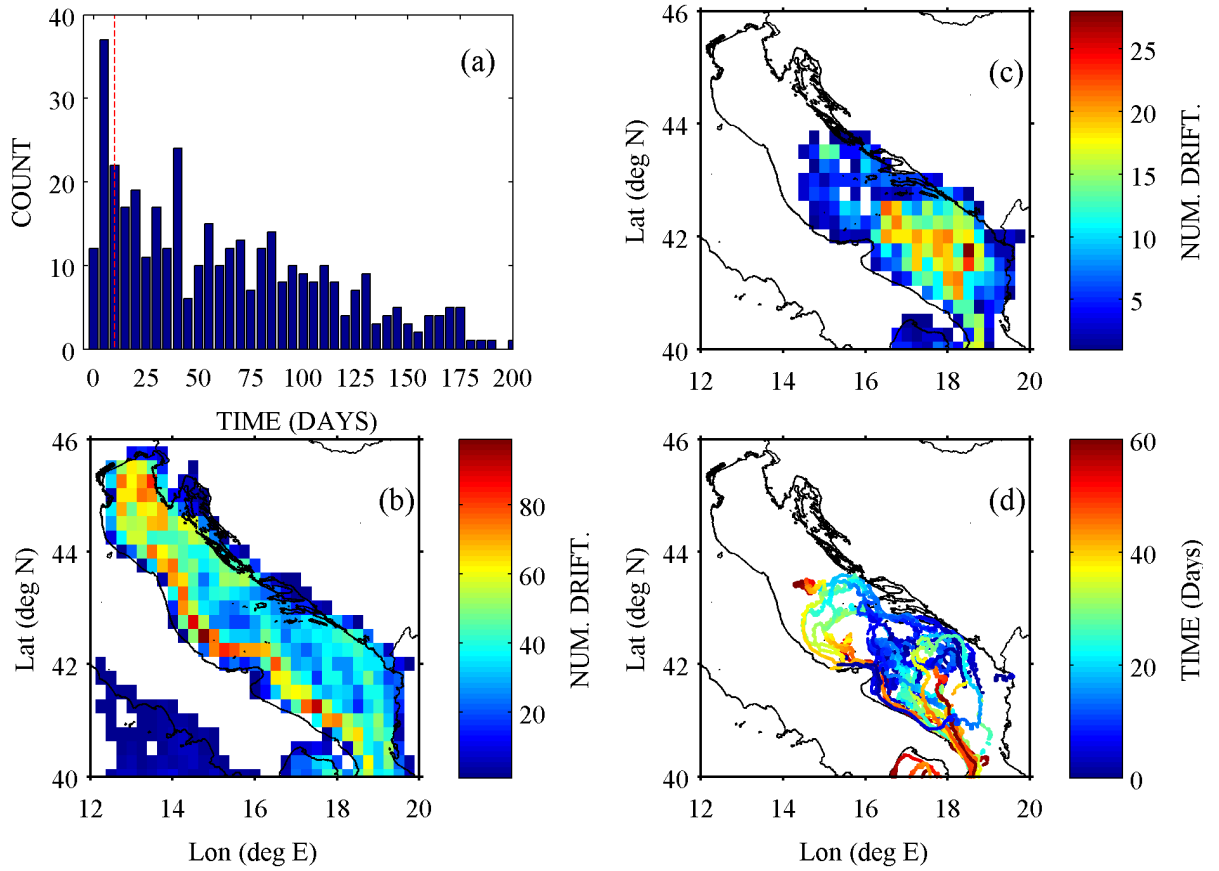 40
30
20
10
0
COUNT
(a)
0 25 50 75 100 125 150 175 200
TIME (DAYS)
46
44
42
40
Lat (deg N)
(c)
12 14 16 18 20
25
20
15
10
5
NUM. DRIFT.
46
44
42
40
Lat (deg N)
(b)
12 14 16 18 20
Lon (deg E)
80
60
40
20
NUM. DRIFT.
46
44
42
40
Lat (deg N)
(d)
12 14 16 18 20
Lon (deg E)
60
40
20
0
TIME (Days)